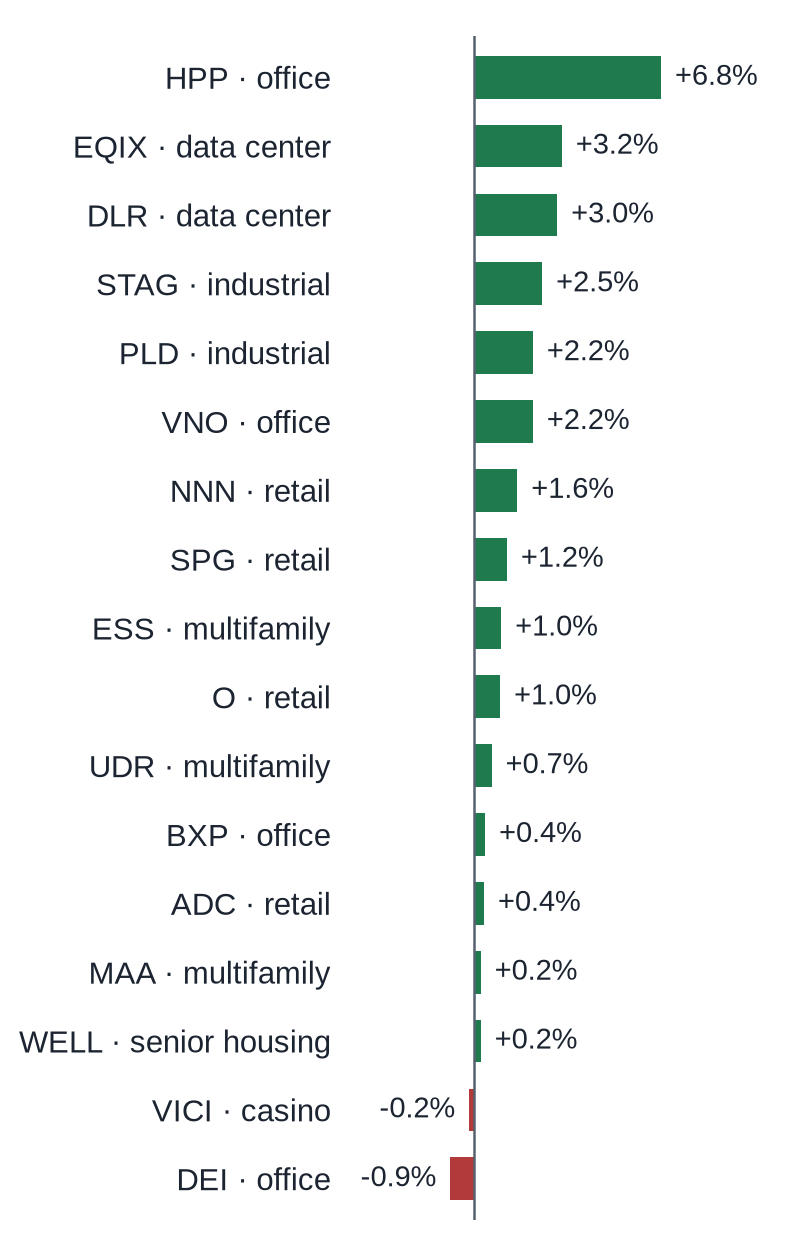 HPP · office +6.8%
EQIX · data center +3.2%
DLR · data center +3.0%
STAG · industrial +2.5%
PLD · industrial +2.2%
VNO · office +2.2%
NNN · retail +1.6%
SPG · retail +1.2%
ESS · multifamily +1.0%
O · retail +1.0%
UDR · multifamily +0.7%
BXP · office +0.4%
ADC · retail +0.4%
MAA · multifamily +0.2%
WELL · senior housing +0.2%
VICI · casino -0.2%
DEI · office -0.9%